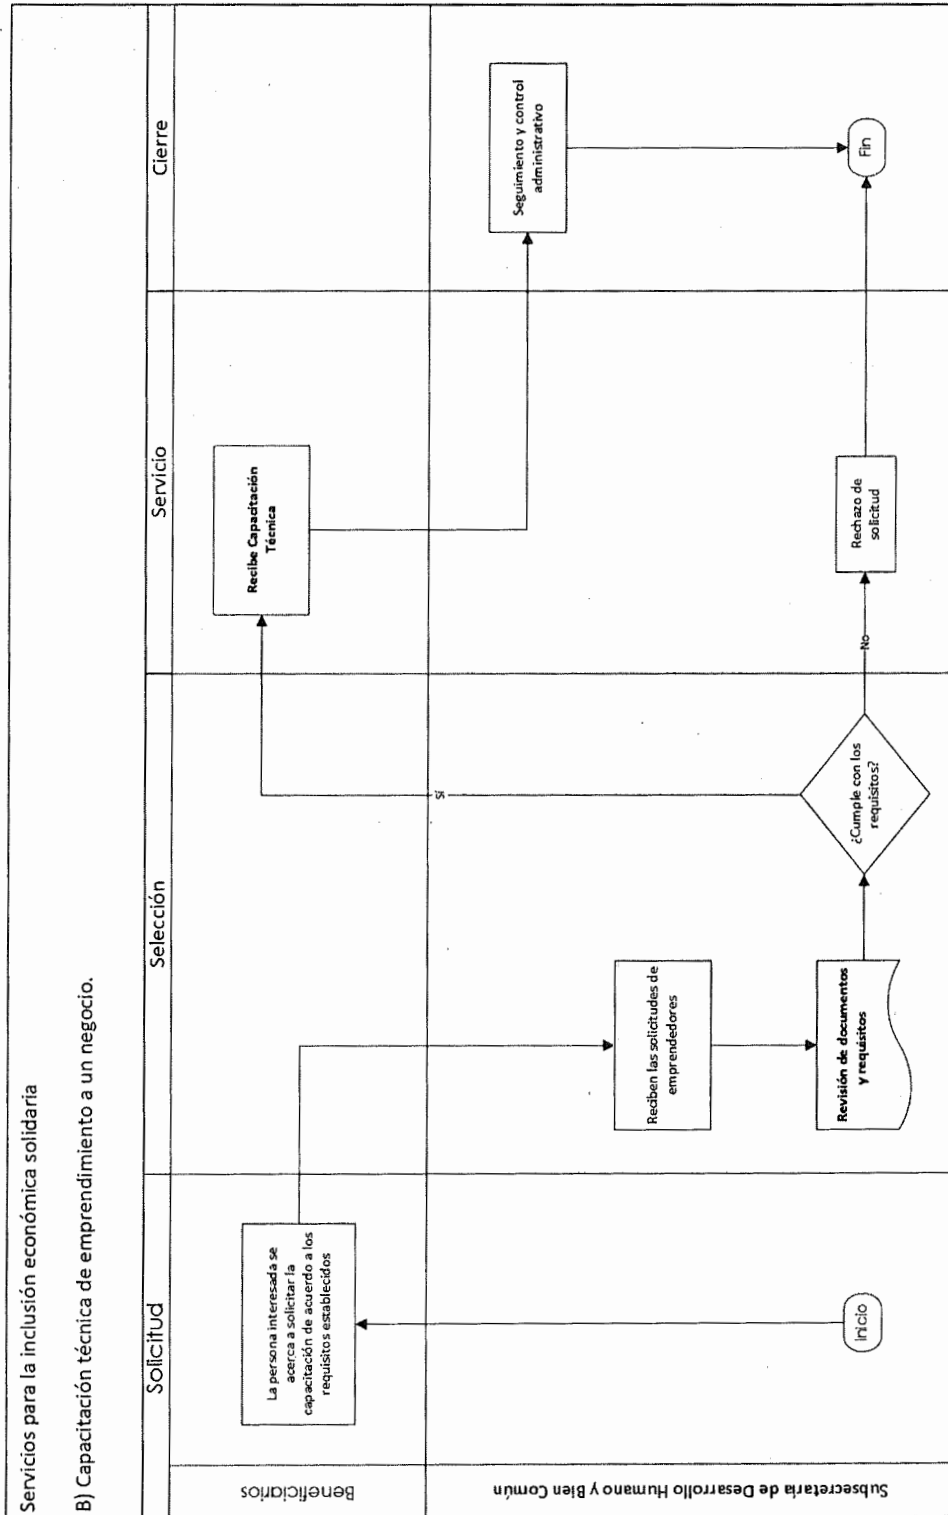 Servicios para la inclusión económica solidaria
B) Capacitación técnica de emprendimiento a un negocio.
Solicitud
Selección
Servicio
Cierre
Beneficiarios
La persona interesada se
acerca a solicitar la
capacitación de acuerdo a los
requisitos establecidos
Recibe Capacitación
Técnica
Subsecretaría de Desarrollo Humano y Bien Común
Inicio
Reciben las solicitudes de
emprendedores
Revisión de documentos
y requisitos
¿Cumple con los
requisitos?
Sí
No
Rechazo de
solicitud
Seguimiento y control
administrativo
Fin